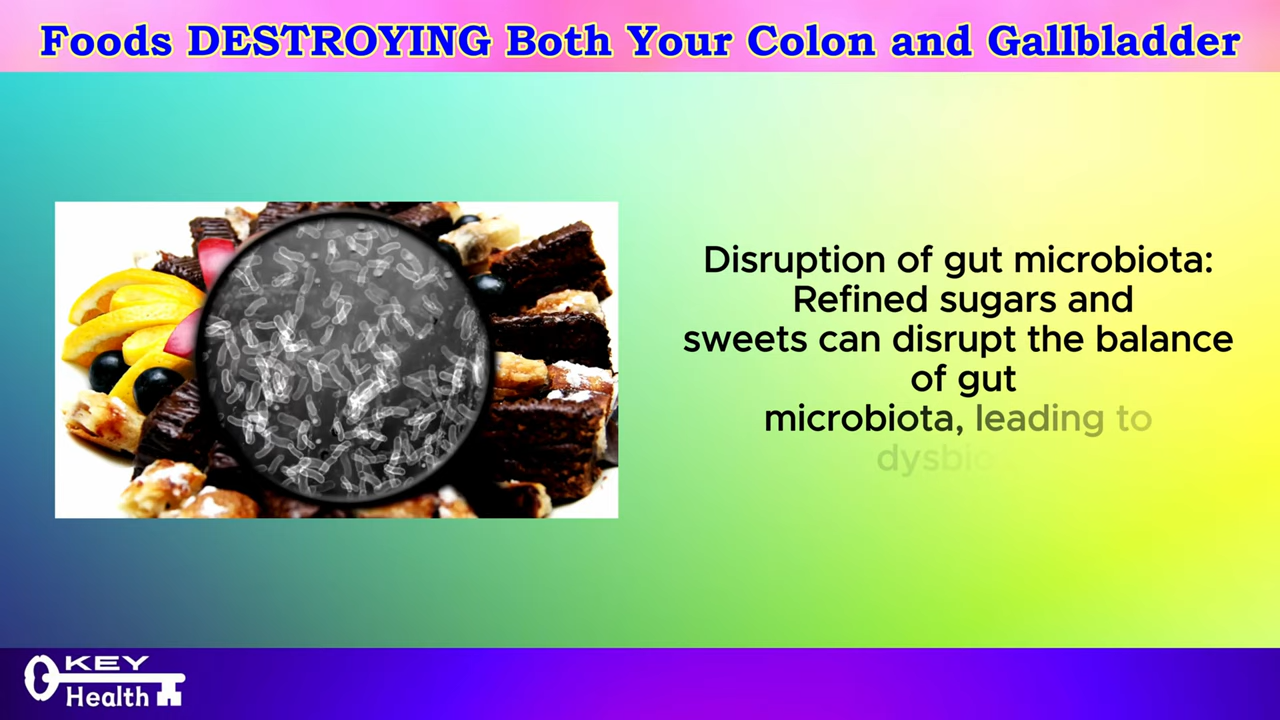 Foods DESTROYING Both Your Colon and Gallbladder
Disruption of gut microbiota:
Refined sugars and
sweets can disrupt the balance
of gut
microbiota, leading to
KEY
Health